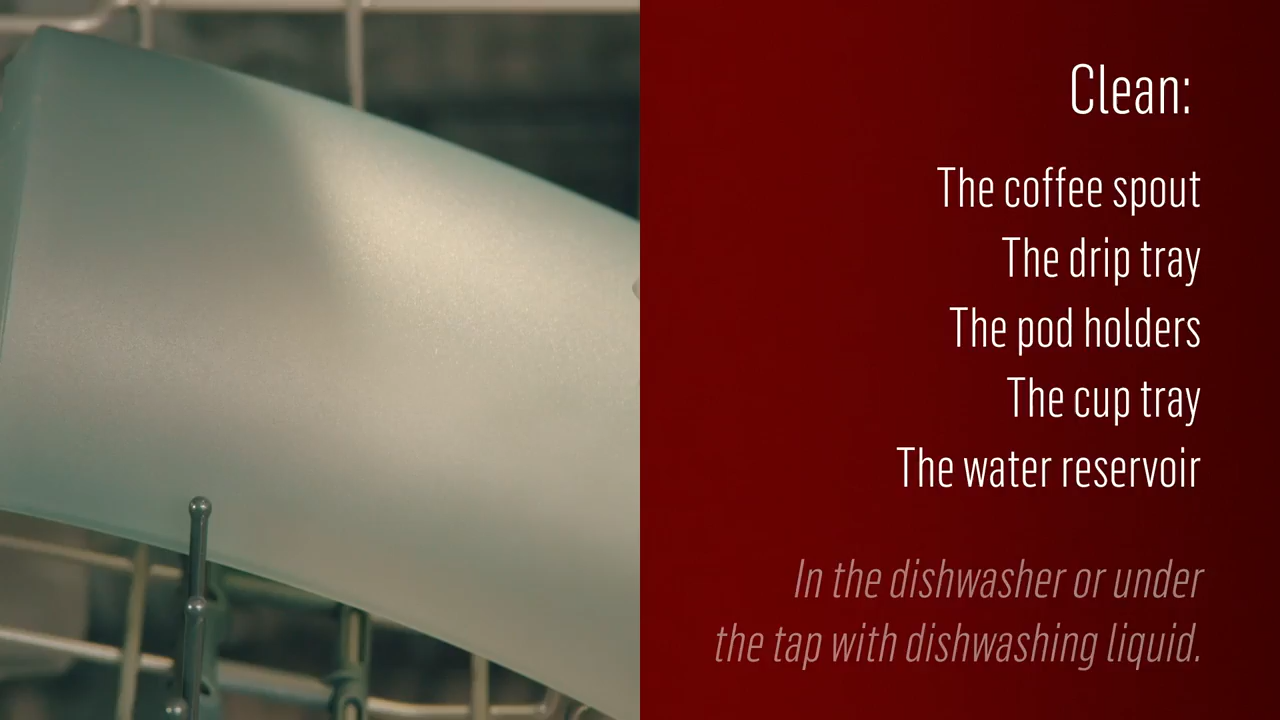 Clean:
The coffee spout
The drip tray
The pod holders
The cup tray
The water reservoir
In the dishwasher or under
the tap with dishwashing liquid.